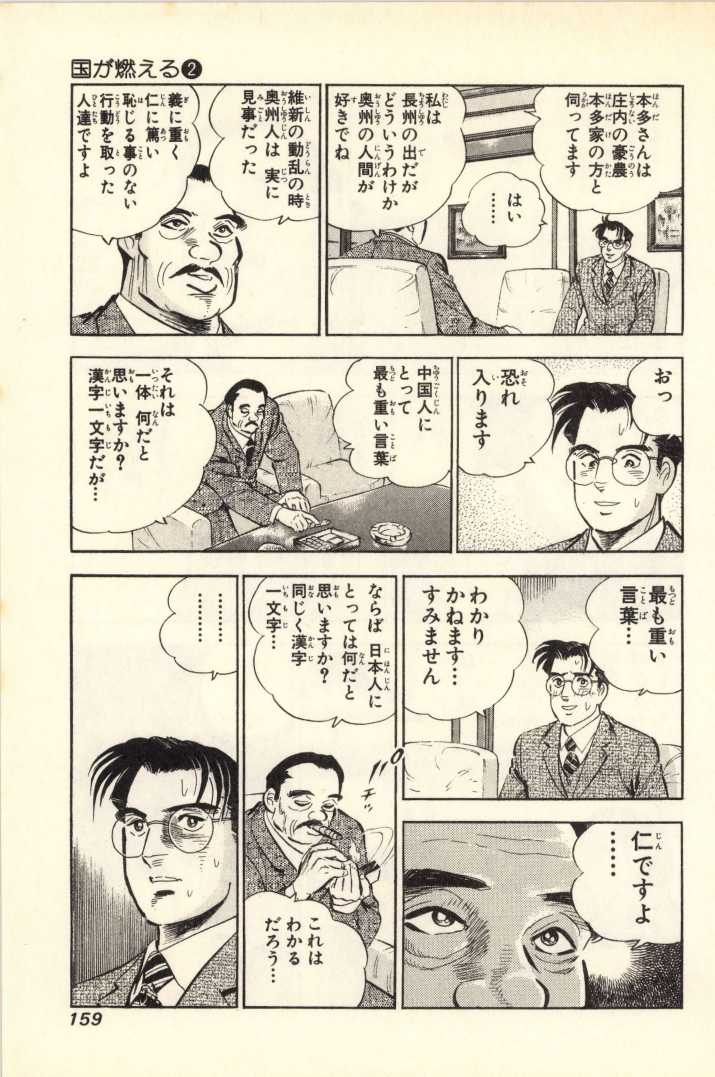 国が燃える❷
本多さんは
庄内の豪農
本多家の方と
伺ってます
はい
……
私は
長州の出だが
どういうわけか
奥州の人間が
好きでね
維新の動乱の時
奥州人は 実に
見事だった
義に重く
仁に篤い
恥じる事のない
行動を取った
人達ですよ
おっ
恐れ
入ります
中国人に
とって
最も重い言葉
それは
一体 何だと
思いますか?
漢字一文字だが…
最も重い
言葉…
わかり
かねます…
すみません
仁ですよ
……
ならば 日本人に
とっては何だと
思いますか?
同じく漢字
一文字…
チッ
これは
わかる
だろう…
………
………
159